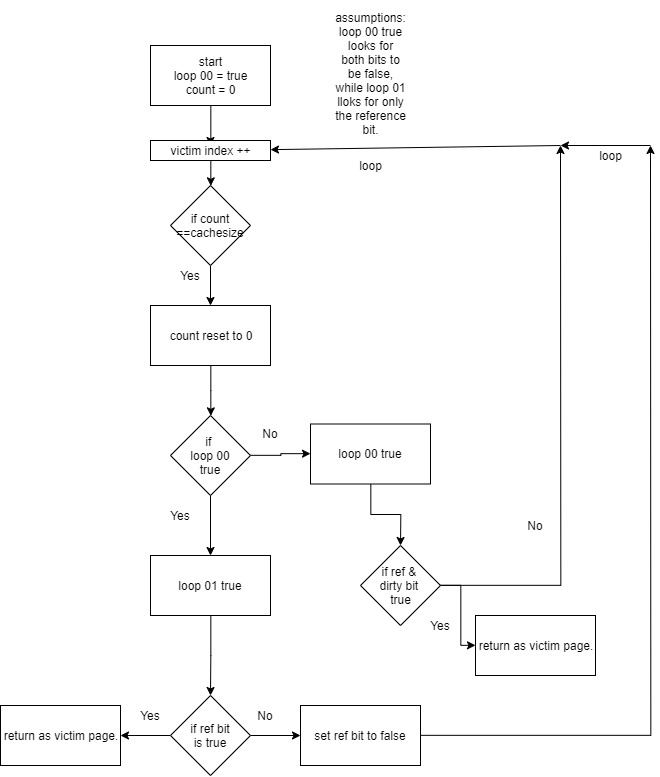 assumptions:
loop 00 true
looks for
both bits to
be false,
while loop 01
lloks for only
the reference
bit.
start
loop 00 = true
count = 0
victim index ++
loop
loop
if count
==cachesize
Yes
count reset to 0
if
loop 00
true
No
loop 00 true
Yes
No
loop 01 true
if ref &
dirty bit
true
Yes
return as victim page.
return as victim page.
Yes
if ref bit
is true
No
set ref bit to false